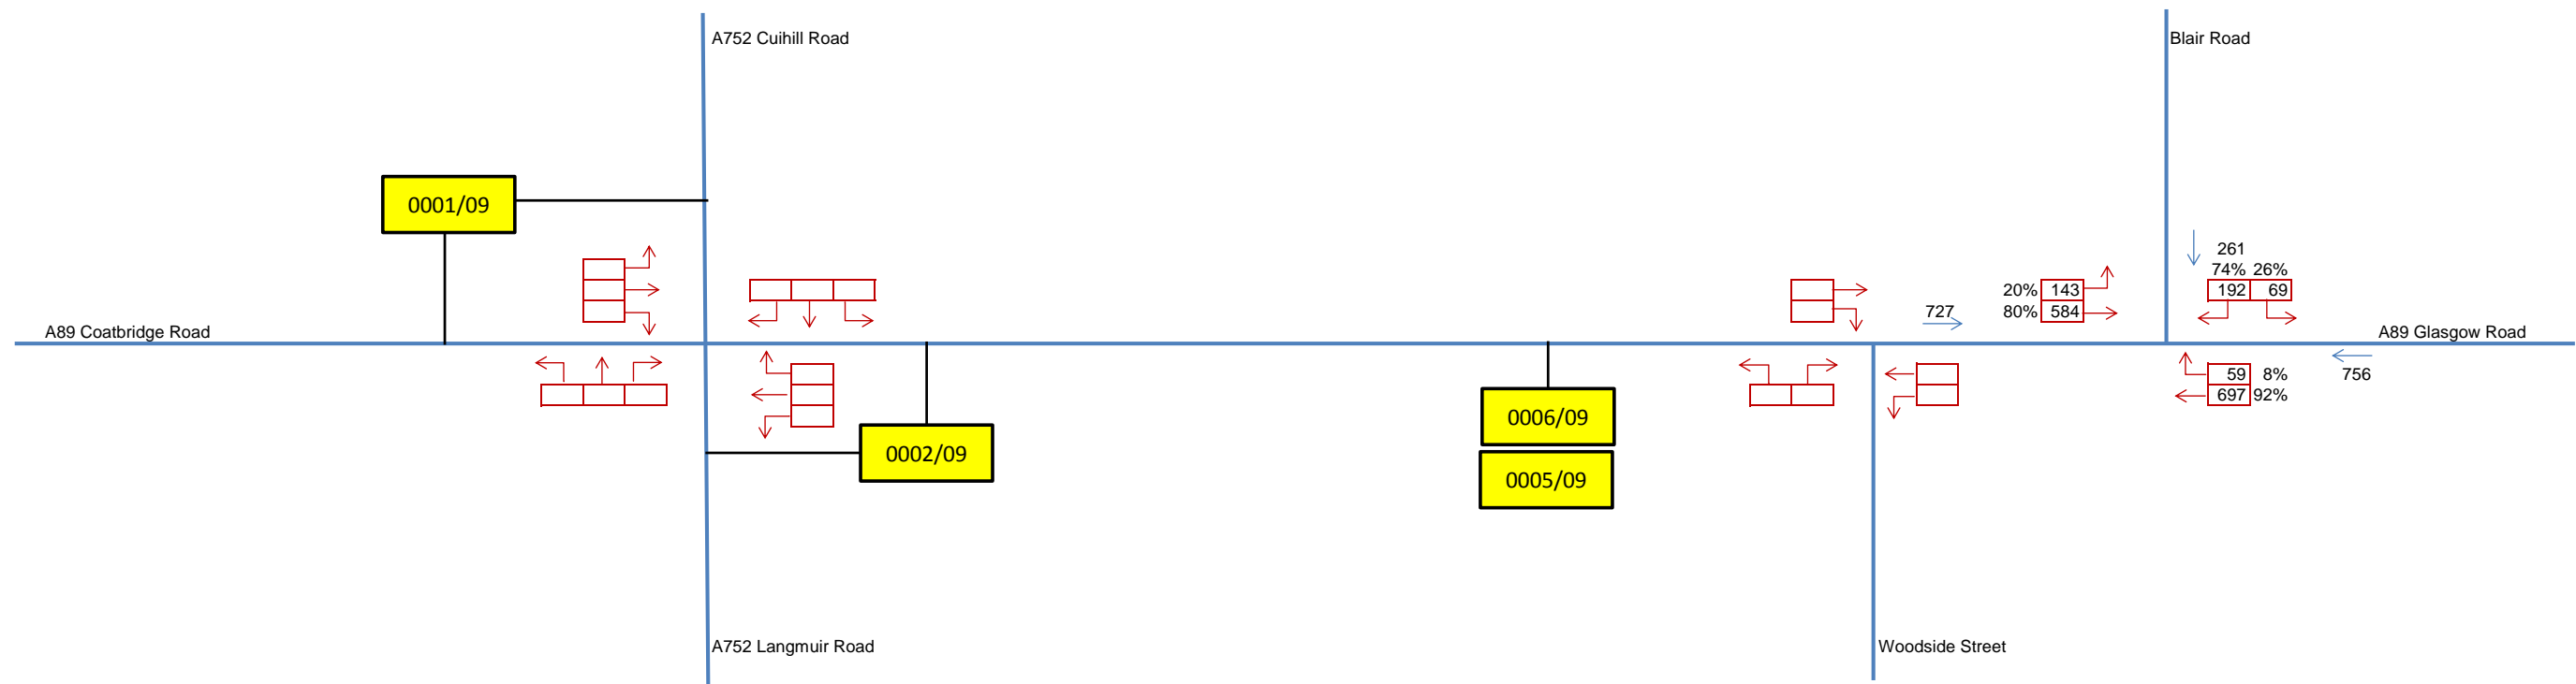 A752 Cuihill Road
Blair Road
0001/09
261
74% 26%
20% 143
192 69
727
80% 584
A89 Coatbridge Road
A89 Glasgow Road
59 8%
756
697 92%
0006/09
0002/09
0005/09
A752 Langmuir Road
Woodside Street